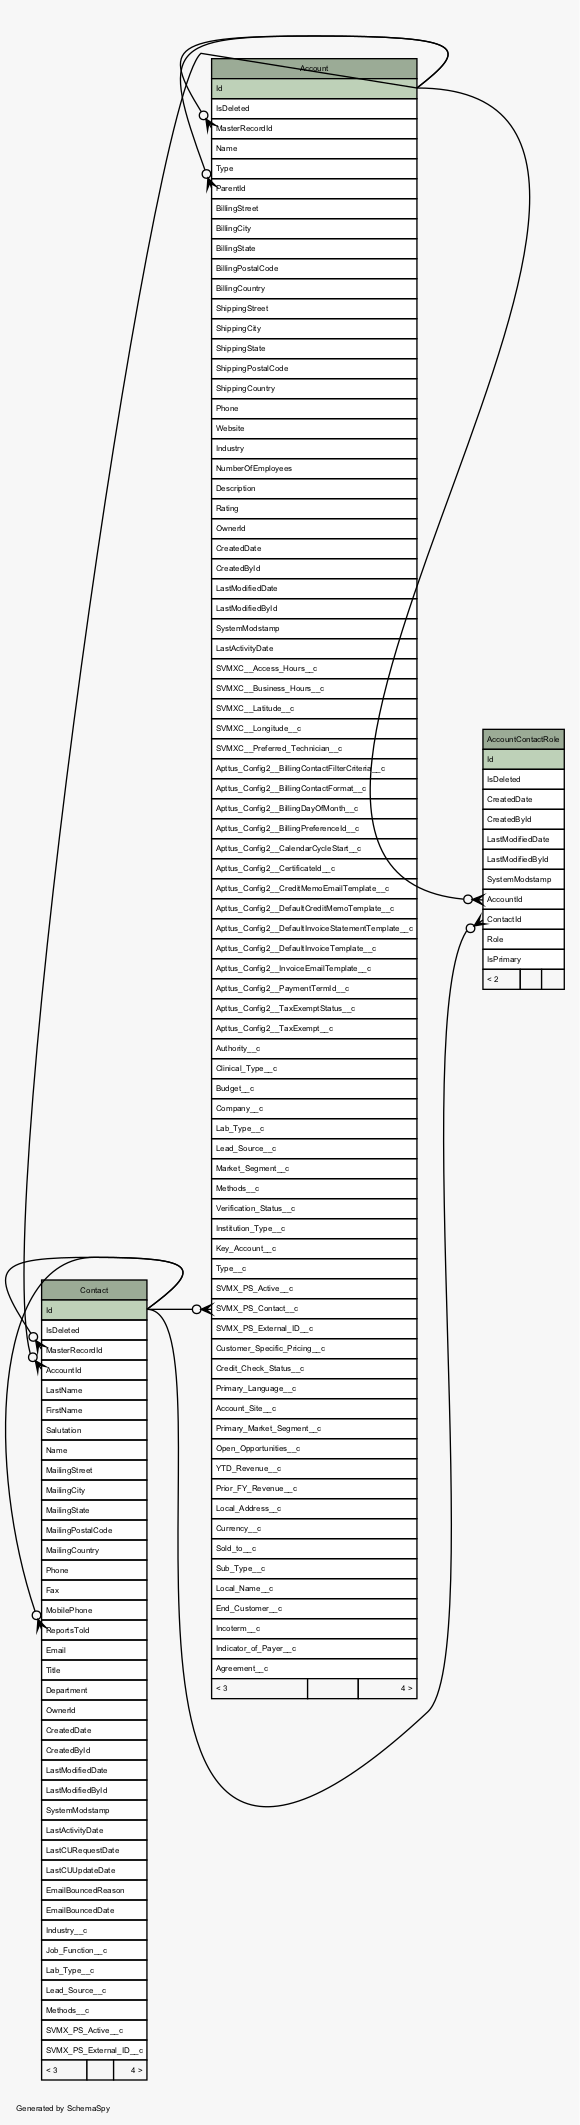 Account
Id
IsDeleted
MasterRecordId
Name
Type
ParentId
BillingStreet
BillingCity
BillingState
BillingPostalCode
BillingCountry
ShippingStreet
ShippingCity
ShippingState
ShippingPostalCode
ShippingCountry
Phone
Website
Industry
NumberOfEmployees
Description
Rating
OwnerId
CreatedDate
CreatedById
LastModifiedDate
LastModifiedById
SystemModstamp
LastActivityDate
SVMXC__Access_Hours__c
SVMXC__Business_Hours__c
SVMXC__Latitude__c
SVMXC__Longitude__c
SVMXC__Preferred_Technician__c
Apttus_Config2__BillingContactFilterCriteria__c
Apttus_Config2__BillingContactFormat__c
Apttus_Config2__BillingDayOfMonth__c
Apttus_Config2__BillingPreferenceId__c
Apttus_Config2__CalendarCycleStart__c
Apttus_Config2__CertificateId__c
Apttus_Config2__CreditMemoEmailTemplate__c
Apttus_Config2__DefaultCreditMemoTemplate__c
Apttus_Config2__DefaultInvoiceStatementTemplate__c
Apttus_Config2__DefaultInvoiceTemplate__c
Apttus_Config2__InvoiceEmailTemplate__c
Apttus_Config2__PaymentTermId__c
Apttus_Config2__TaxExemptStatus__c
Apttus_Config2__TaxExempt__c
Authority__c
Clinical_Type__c
Budget__c
Company__c
Lab_Type__c
Lead_Source__c
Market_Segment__c
Methods__c
Verification_Status__c
Institution_Type__c
Key_Account__c
Type__c
SVMX_PS_Active__c
SVMX_PS_Contact__c
SVMX_PS_External_ID__c
Customer_Specific_Pricing__c
Credit_Check_Status__c
Primary_Language__c
Account_Site__c
Primary_Market_Segment__c
Open_Opportunities__c
YTD_Revenue__c
Prior_FY_Revenue__c
Local_Address__c
Currency__c
Sold_to__c
Sub_Type__c
Local_Name__c
End_Customer__c
Incoterm__c
Indicator_of_Payer__c
Agreement__c
< 3 4 >
AccountContactRole
Id
IsDeleted
CreatedDate
CreatedById
LastModifiedDate
LastModifiedById
SystemModstamp
AccountId
ContactId
Role
IsPrimary
< 2
Contact
Id
IsDeleted
MasterRecordId
AccountId
LastName
FirstName
Salutation
Name
MailingStreet
MailingCity
MailingState
MailingPostalCode
MailingCountry
Phone
Fax
MobilePhone
ReportsToId
Email
Title
Department
OwnerId
CreatedDate
CreatedById
LastModifiedDate
LastModifiedById
SystemModstamp
LastActivityDate
LastCURequestDate
LastCUUpdateDate
EmailBouncedReason
EmailBouncedDate
Industry__c
Job_Function__c
Lab_Type__c
Lead_Source__c
Methods__c
SVMX_PS_Active__c
SVMX_PS_External_ID__c
< 3 4 >
Generated by SchemaSpy